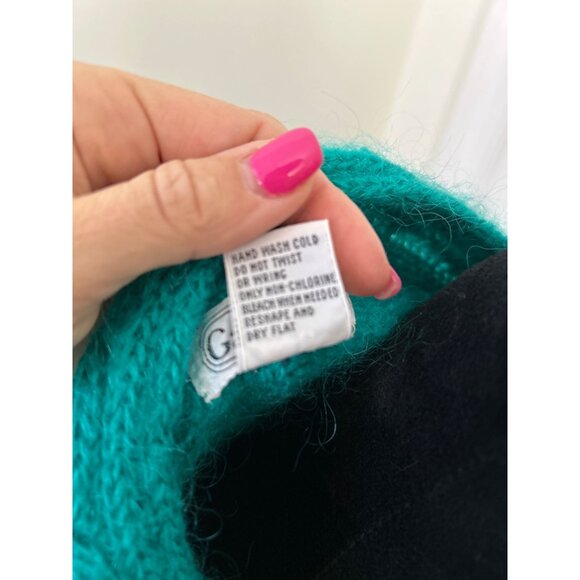 HAND WASH COLD
DO NOT TWIST
OR WRING
ONLY NON-CHLORINE
BLEACH WHEN NEEDED
RESHAPE AND
DRY FLAT
G